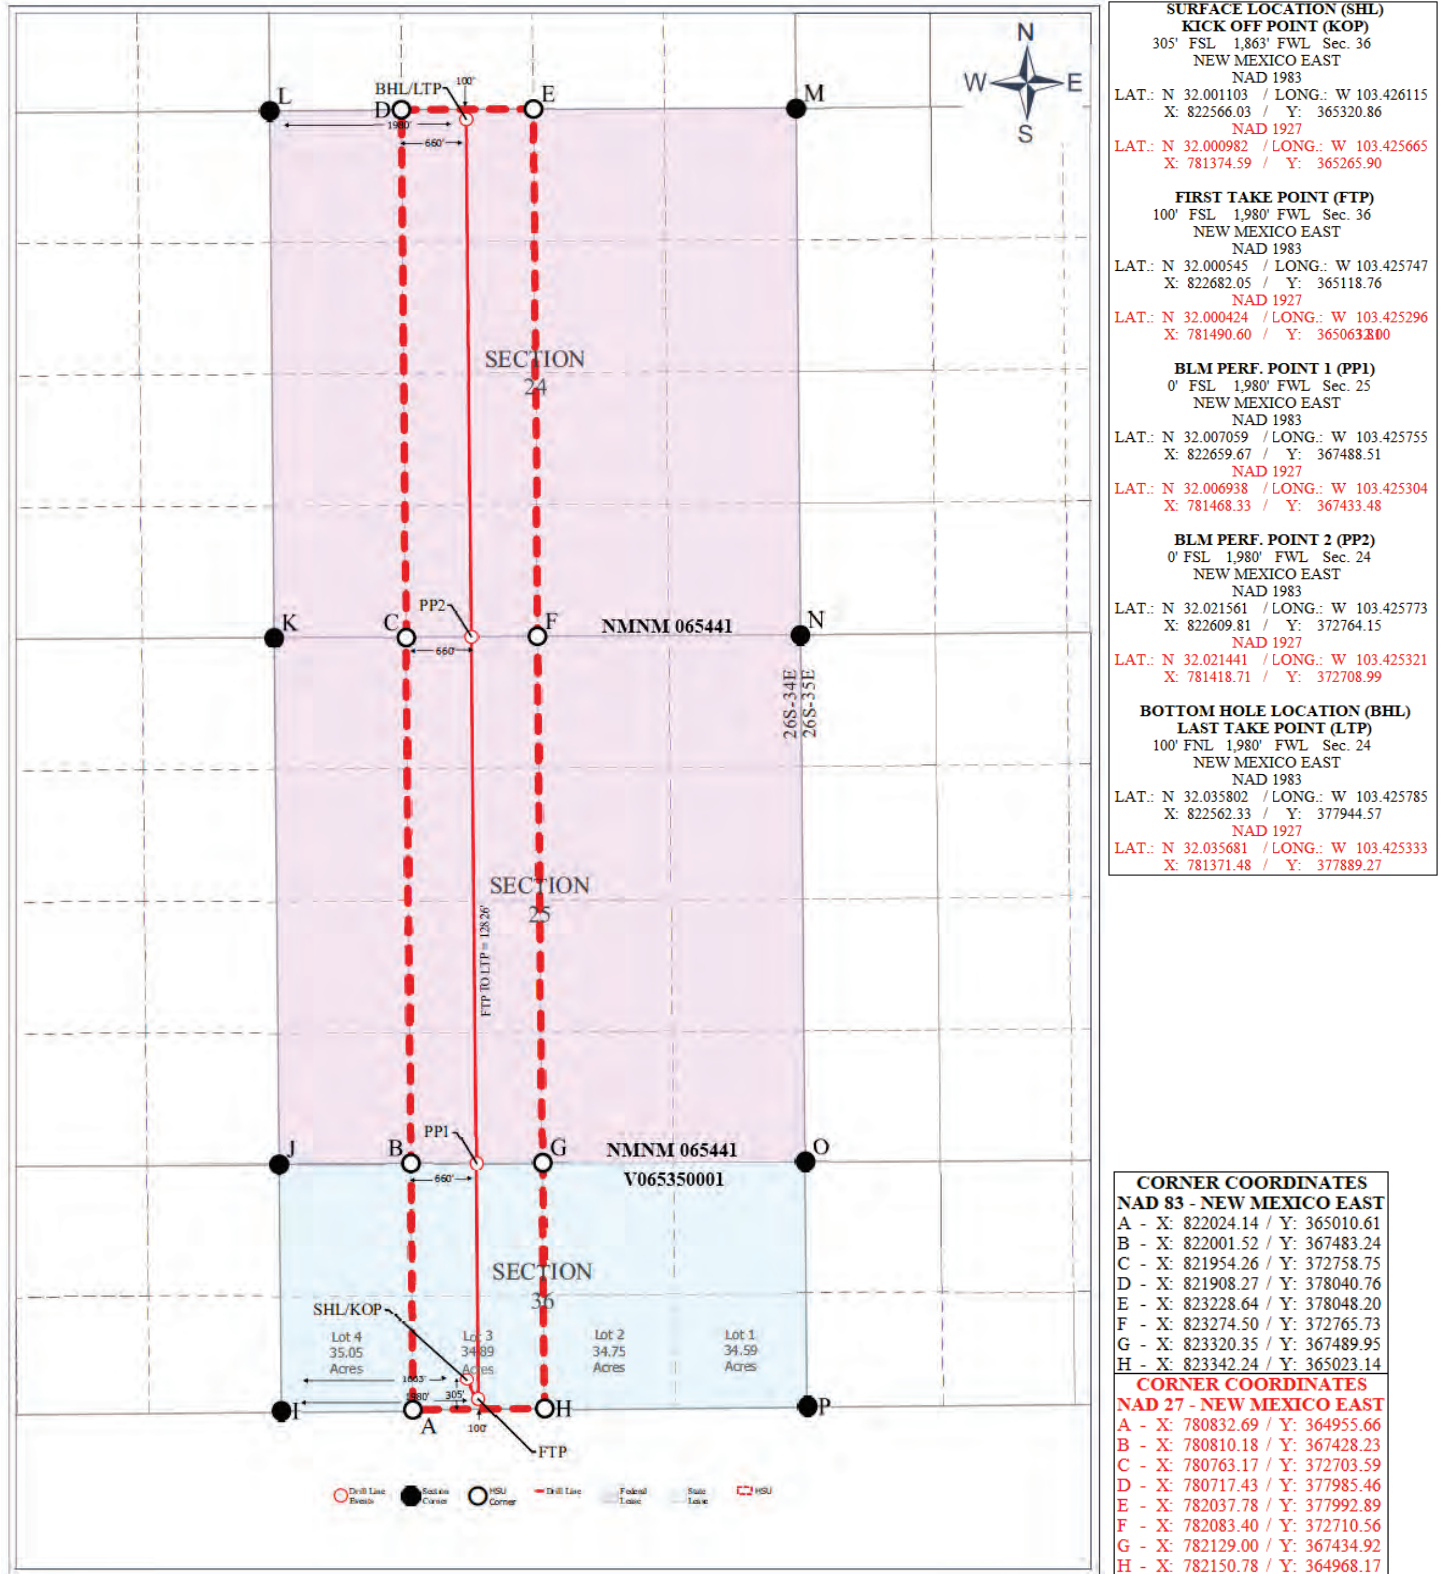 N
W E
S
L
BHL/LTP
100'
D
E
M
1980'
660'
SECTION
24
K
PP2
C
F
NMNM 065441
N
660'
26S-34E
26S-35E
SECTION
25
FTP TO LTP = 12826'
J
PP1
B
G
NMNM 065441
O
V065350001
660'
SECTION
36
SHL/KOP
Lot 4
35.05
Acres
Lot 3
34.89
Acres
Lot 2
34.75
Acres
Lot 1
34.59
Acres
305'
1980'
I
A
100'
H
P
FTP
Drill Line
Events
Section
Corner
HSU
Corner
Drill Line
Federal
Lease
State
Lease
HSU
SURFACE LOCATION (SHL)
KICK OFF POINT (KOP)
305' FSL 1,863' FWL Sec. 36
NEW MEXICO EAST
NAD 1983
LAT.: N 32.001103 / LONG.: W 103.426115
X: 822566.03 / Y: 365320.86
NAD 1927
LAT.: N 32.000982 / LONG.: W 103.425665
X: 781374.59 / Y: 365265.90
FIRST TAKE POINT (FTP)
100' FSL 1,980' FWL Sec. 36
NEW MEXICO EAST
NAD 1983
LAT.: N 32.000545 / LONG.: W 103.425747
X: 822682.05 / Y: 365118.76
NAD 1927
LAT.: N 32.000424 / LONG.: W 103.425296
X: 781490.60 / Y:
BLM PERF. POINT 1 (PP1)
0' FSL 1,980' FWL Sec. 25
NEW MEXICO EAST
NAD 1983
LAT.: N 32.007059 / LONG.: W 103.425755
X: 822659.67 / Y: 367488.51
NAD 1927
LAT.: N 32.006938 / LONG.: W 103.425304
X: 781468.33 / Y: 367433.48
BLM PERF. POINT 2 (PP2)
0' FSL 1,980' FWL Sec. 24
NEW MEXICO EAST
NAD 1983
LAT.: N 32.021561 / LONG.: W 103.425773
X: 822609.81 / Y: 372764.15
NAD 1927
LAT.: N 32.021441 / LONG.: W 103.425321
X: 781418.71 / Y: 372708.99
BOTTOM HOLE LOCATION (BHL)
LAST TAKE POINT (LTP)
100' FNL 1,980' FWL Sec. 24
NEW MEXICO EAST
NAD 1983
LAT.: N 32.035802 / LONG.: W 103.425785
X: 822562.33 / Y: 377944.57
NAD 1927
LAT.: N 32.035681 / LONG.: W 103.425333
X: 781371.48 / Y: 377889.27
CORNER COORDINATES
NAD 83 - NEW MEXICO EAST
A - X: 822024.14 / Y: 365010.61
B - X: 822001.52 / Y: 367483.24
C - X: 821954.26 / Y: 372758.75
D - X: 821908.27 / Y: 378040.76
E - X: 823228.64 / Y: 378048.20
F - X: 823274.50 / Y: 372765.73
G - X: 823320.35 / Y: 367489.95
H - X: 823342.24 / Y: 365023.14
CORNER COORDINATES
NAD 27 - NEW MEXICO EAST
A - X: 780832.69 / Y: 364955.66
B - X: 780810.18 / Y: 367428.23
C - X: 780763.17 / Y: 372703.59
D - X: 780717.43 / Y: 377985.46
E - X: 782037.78 / Y: 377992.89
F - X: 782083.40 / Y: 372710.56
G - X: 782129.00 / Y: 367434.92
H - X: 782150.78 / Y: 364968.17